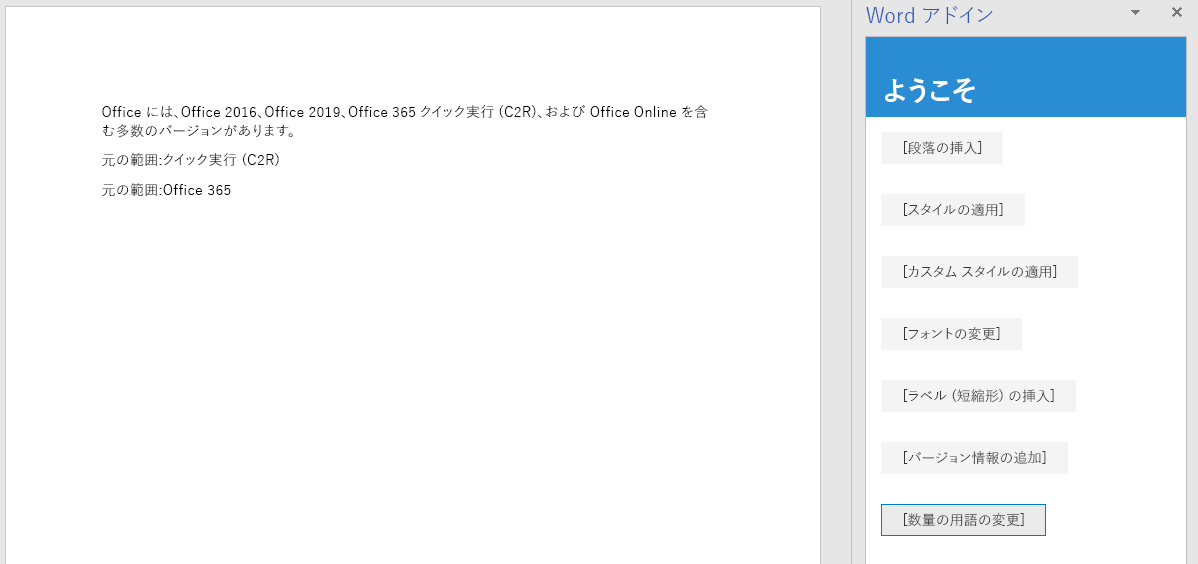 Office には、Office 2016、Office 2019、Office 365 クイック実行 (C2R)、および Office Online を含
む多数のバージョンがあります。
元の範囲:クイック実行 (C2R)
元の範囲:Office 365
Word アドイン
ようこそ
[段落の挿入]
[スタイルの適用]
[カスタム スタイルの適用]
[フォントの変更]
[ラベル (短縮形) の挿入]
[バージョン情報の追加]
[数量の用語の変更]